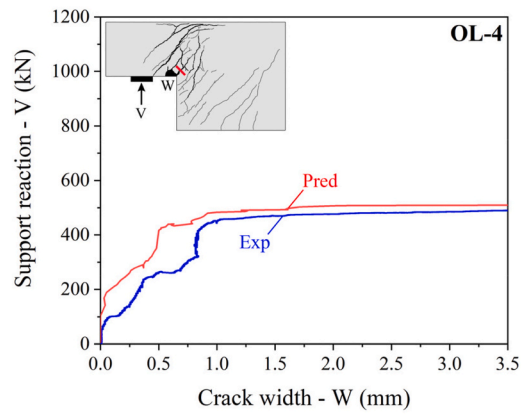 OL-4
1200
1000
800
600
400
200
0
Support reaction - V (kN)
W
V
Pred
Exp
0.0 0.5 1.0 1.5 2.0 2.5 3.0 3.5
Crack width - W (mm)